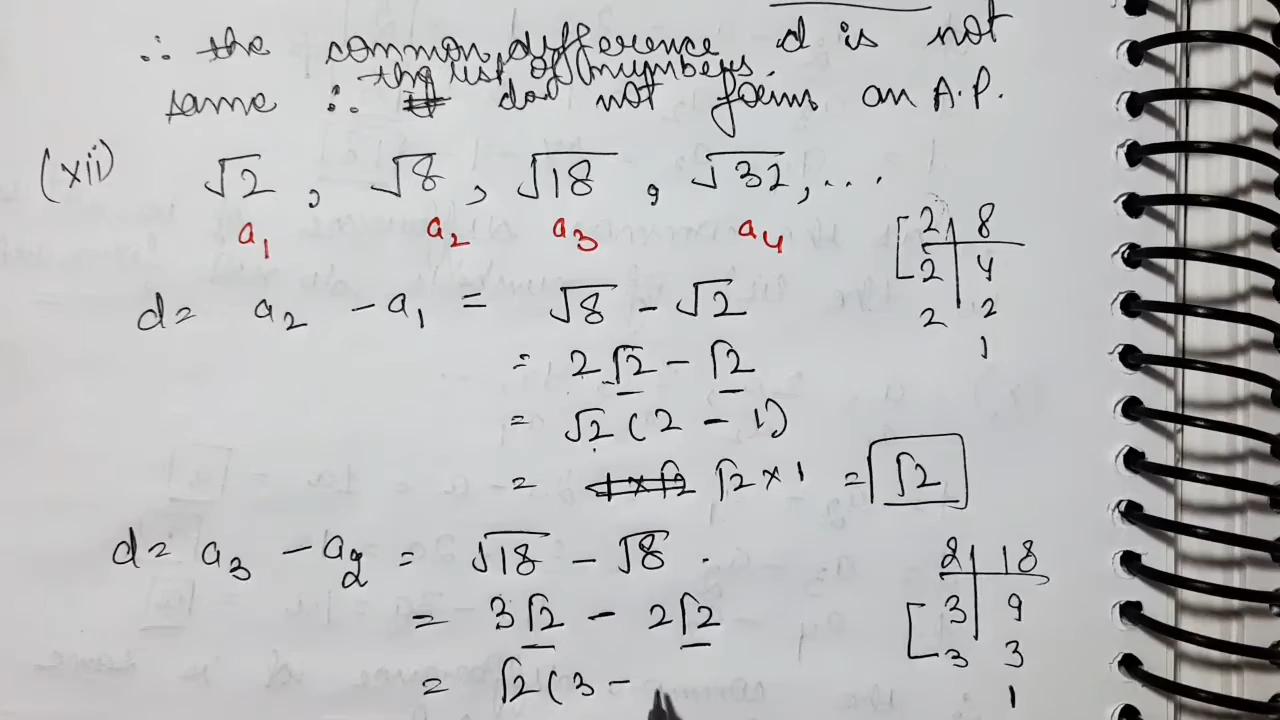 ∴ the common difference d is not
the list of numbers
same ∴ does not form an A.P.
(xii) √2 , √8 , √18 , √32 , ...
a₁ a₂ a₃ a₄
2 | 8
2 | 4
2 | 2
1
d = a₂ - a₁ = √8 - √2
= 2√2 - √2
= √2 ( 2 - 1)
= √2 × 1 = √2
d = a₃ - a₂ = √18 - √8 .
= 3√2 - 2√2
= √2 ( 3 -
2 | 18
3 | 9
3 | 3
1